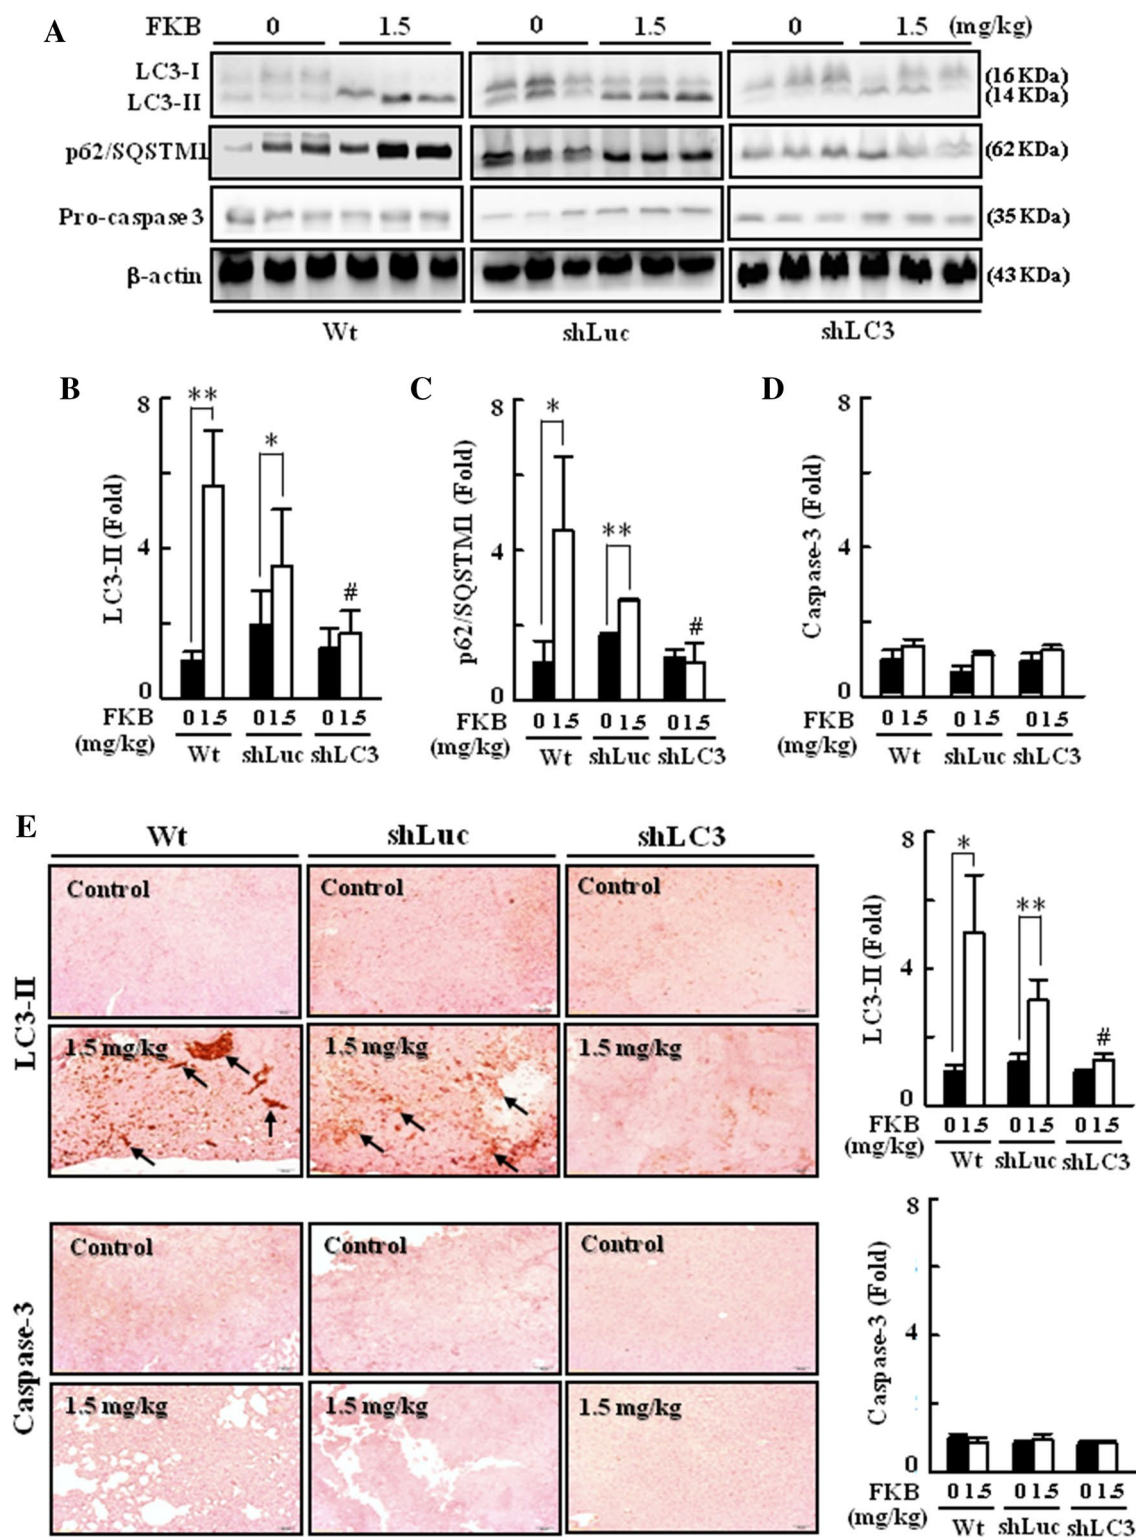 A
FKB 0 1.5 0 1.5 0 1.5 (mg/kg)
LC3-I (16 KDa)
LC3-II (14 KDa)
p62/SQSTM1 (62 KDa)
Pro-caspase 3 (35 KDa)
β-actin (43 KDa)
Wt shLuc shLC3
B
8
4
0
LC3-II (Fold)
** * #
FKB 0 1.5 0 1.5 0 1.5
(mg/kg) Wt shLuc shLC3
C
8
4
0
p62/SQSTM1 (Fold)
* ** #
FKB 0 1.5 0 1.5 0 1.5
(mg/kg) Wt shLuc shLC3
D
8
4
0
Caspase-3 (Fold)
FKB 0 1.5 0 1.5 0 1.5
(mg/kg) Wt shLuc shLC3
E
Wt shLuc shLC3
LC3-II
Control Control Control
1.5 mg/kg 1.5 mg/kg 1.5 mg/kg
8
4
0
LC3-II (Fold)
* ** #
FKB 0 1.5 0 1.5 0 1.5
(mg/kg) Wt shLuc shLC3
Caspase-3
Control Control Control
1.5 mg/kg 1.5 mg/kg 1.5 mg/kg
8
4
0
Caspase-3 (Fold)
FKB 0 1.5 0 1.5 0 1.5
(mg/kg) Wt shLuc shLC3